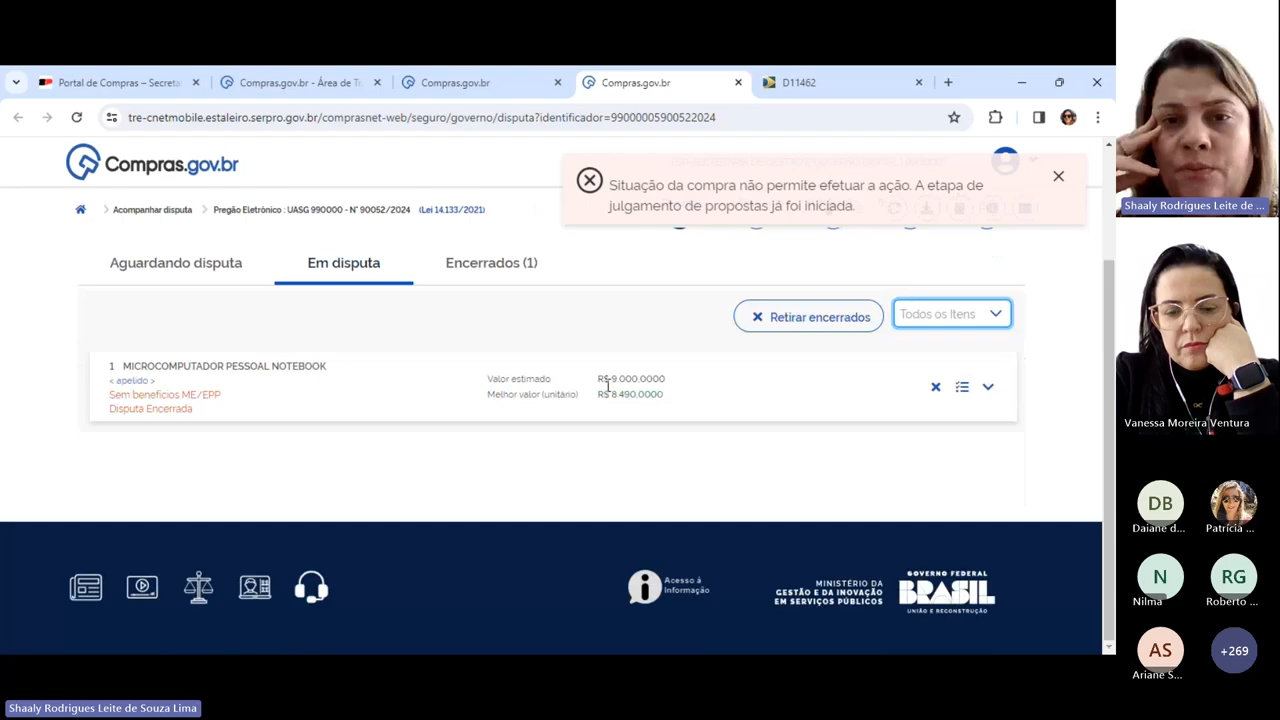 Portal de Compras – Secreta
Compras.gov.br - Área de T
Compras.gov.br
Compras.gov.br
D11462
tre-cnetmobile.estaleiro.serpro.gov.br/comprasnet-web/seguro/governo/disputa?identificador=99000005900522024
Compras.gov.br
Situação da compra não permite efetuar a ação. A etapa de
julgamento de propostas já foi iniciada.
Acompanhar disputa
Pregão Eletrônico : UASG 990000 - N° 90052/2024 (Lei 14.133/2021)
Aguardando disputa
Em disputa
Encerrados (1)
Retirar encerrados
Todos os Itens
1 MICROCOMPUTADOR PESSOAL NOTEBOOK
< apelido >
Sem benefícios ME/EPP
Disputa Encerrada
Valor estimado R$ 9.000,0000
Melhor valor (unitário) R$ 8.490,0000
Acesso à
Informação
MINISTÉRIO DA
GESTÃO E DA INOVAÇÃO
EM SERVIÇOS PÚBLICOS
GOVERNO FEDERAL
BRASIL
UNIÃO E RECONSTRUÇÃO
Shaaly Rodrigues Leite de ...
Vanessa Moreira Ventura
DB
Daiane d...
Patrícia ...
N
Nilma
RG
Roberto ...
AS
Ariane S...
+269
Shaaly Rodrigues Leite de Souza Lima